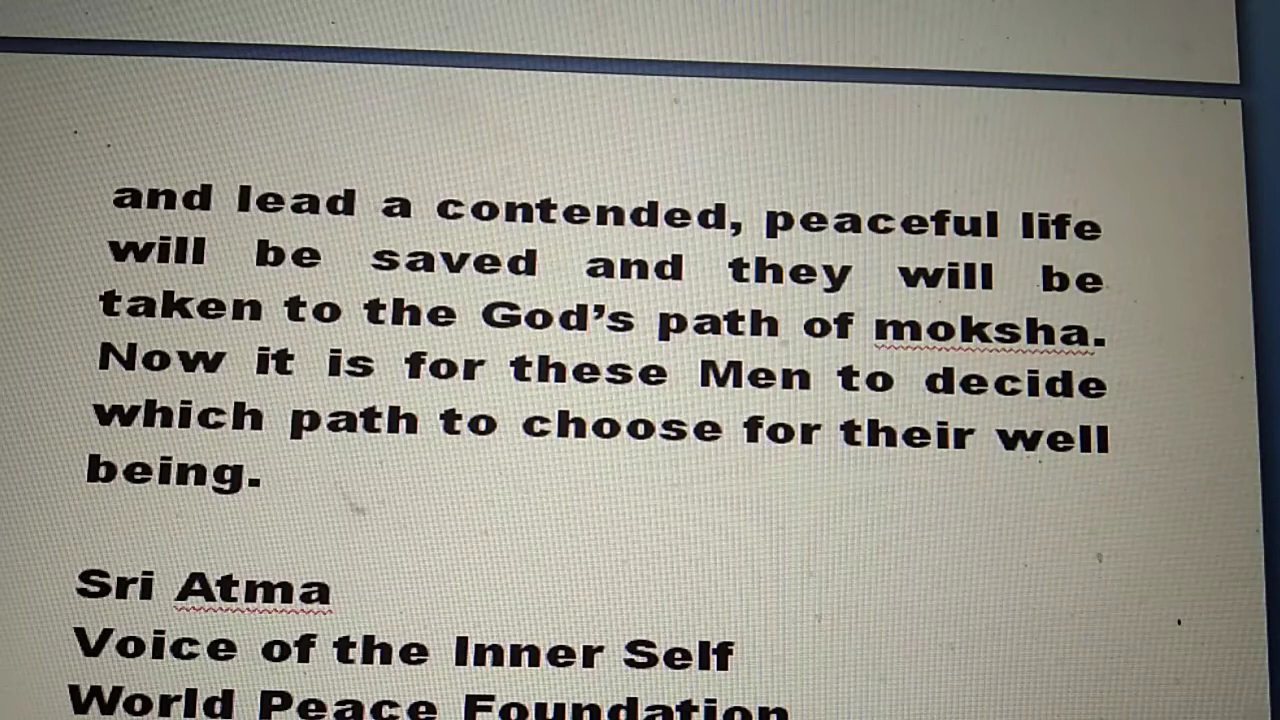 and lead a contended, peaceful life
will be saved and they will be
taken to the God’s path of moksha.
Now it is for these Men to decide
which path to choose for their well
being.
Sri Atma
Voice of the Inner Self
World Peace Foundation